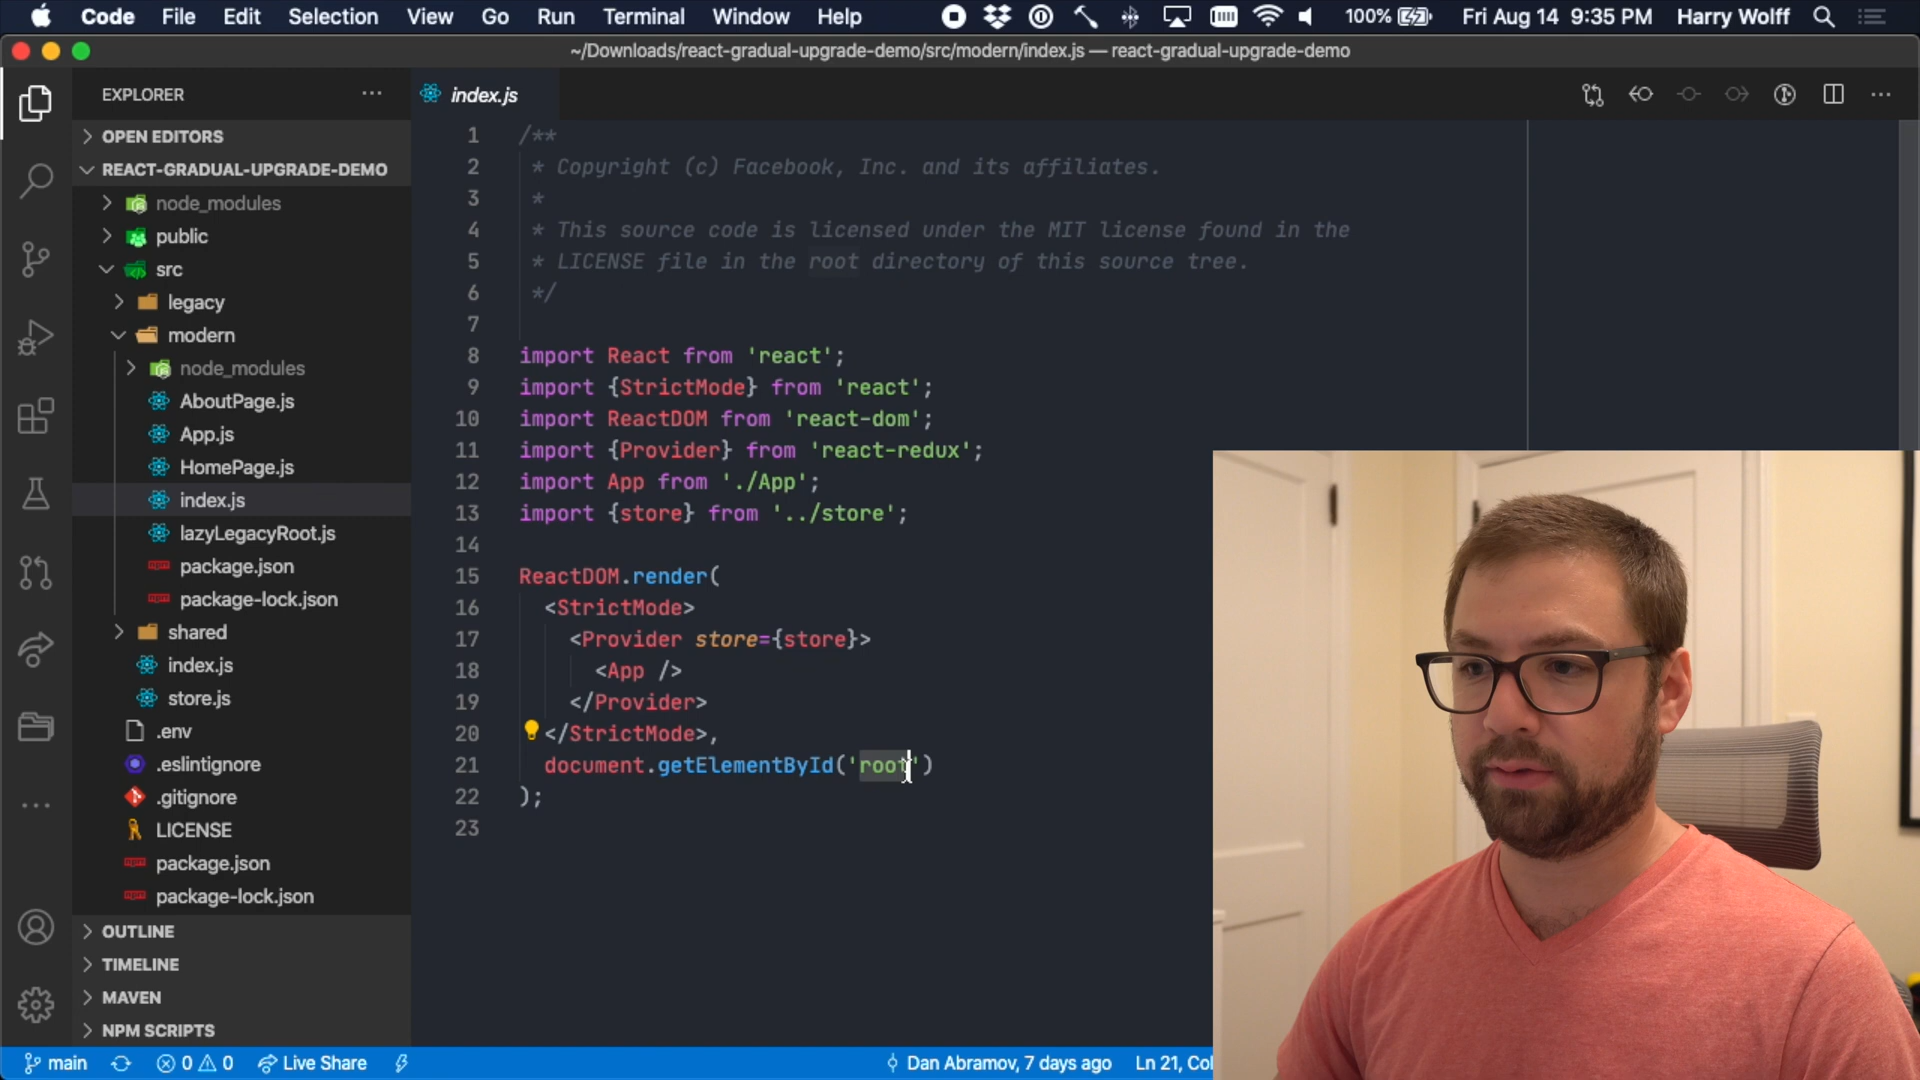 Code File Edit Selection View Go Run Terminal Window Help 100% Fri Aug 14 9:35 PM Harry Wolff
~/Downloads/react-gradual-upgrade-demo/src/modern/index.js — react-gradual-upgrade-demo
EXPLORER
OPEN EDITORS
REACT-GRADUAL-UPGRADE-DEMO
node_modules
public
src
legacy
modern
node_modules
AboutPage.js
App.js
HomePage.js
index.js
lazyLegacyRoot.js
package.json
package-lock.json
shared
index.js
store.js
.env
.eslintignore
.gitignore
LICENSE
package.json
package-lock.json
OUTLINE
TIMELINE
MAVEN
NPM SCRIPTS
index.js
1 /**
2 * Copyright (c) Facebook, Inc. and its affiliates.
3 *
4 * This source code is licensed under the MIT license found in the
5 * LICENSE file in the root directory of this source tree.
6 */
7
8 import React from 'react';
9 import {StrictMode} from 'react';
10 import ReactDOM from 'react-dom';
11 import {Provider} from 'react-redux';
12 import App from './App';
13 import {store} from '../store';
14
15 ReactDOM.render(
16 <StrictMode>
17 <Provider store={store}>
18 <App />
19 </Provider>
20 </StrictMode>,
21 document.getElementById('root')
22 );
23
main 0 0 Live Share Dan Abramov, 7 days ago Ln 21, Col